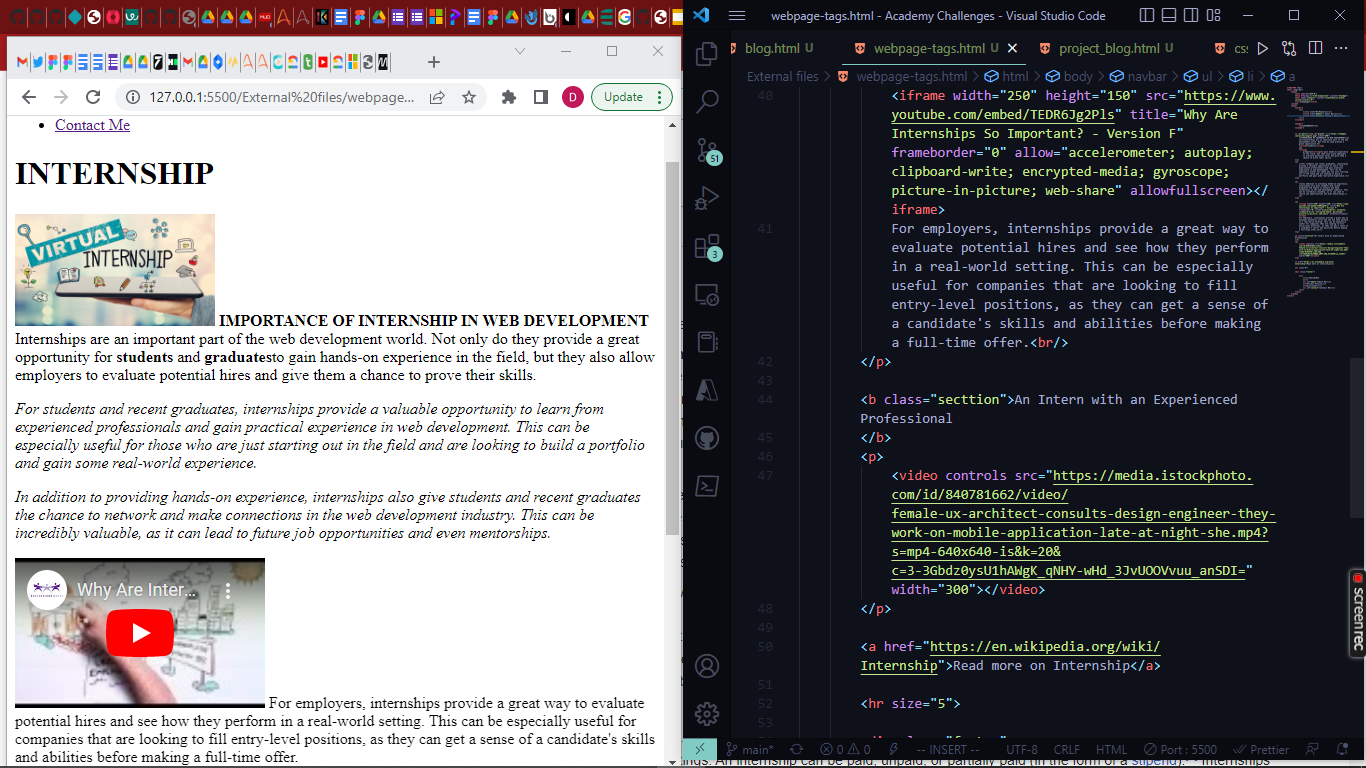 Update
127.0.0.1:5500/External%20files/webpage...
D
Contact Me
INTERNSHIP
VIRTUAL
INTERNSHIP
IMPORTANCE OF INTERNSHIP IN WEB DEVELOPMENT
Internships are an important part of the web development world. Not only do they provide a great
opportunity for students and graduatesto gain hands-on experience in the field, but they also allow
employers to evaluate potential hires and give them a chance to prove their skills.
For students and recent graduates, internships provide a valuable opportunity to learn from
experienced professionals and gain practical experience in web development. This can be
especially useful for those who are just starting out in the field and are looking to build a portfolio
and gain some real-world experience.
In addition to providing hands-on experience, internships also give students and recent graduates
the chance to network and make connections in the web development industry. This can be
incredibly valuable, as it can lead to future job opportunities and even mentorships.
Why Are Inter...
For employers, internships provide a great way to evaluate
potential hires and see how they perform in a real-world setting. This can be especially useful for
companies that are looking to fill entry-level positions, as they can get a sense of a candidate's skills
and abilities before making a full-time offer.
webpage-tags.html - Academy Challenges - Visual Studio Code
blog.html U
webpage-tags.html U
project_blog.html U
css
External files > webpage-tags.html > html > body > navbar > ul > li > a
51
3
40 <iframe width="250" height="150" src="https://www.
youtube.com/embed/TEDR6Jg2Pls" title="Why Are
Internships So Important? - Version F"
frameborder="0" allow="accelerometer; autoplay;
clipboard-write; encrypted-media; gyroscope;
picture-in-picture; web-share" allowfullscreen></
iframe>
41 For employers, internships provide a great way to
evaluate potential hires and see how they perform
in a real-world setting. This can be especially
useful for companies that are looking to fill
entry-level positions, as they can get a sense of
a candidate's skills and abilities before making
a full-time offer.<br/>
42 </p>
43
44 <b class="secttion">An Intern with an Experienced
Professional
45 </b>
46 <p>
47 <video controls src="https://media.istockphoto.
com/id/840781662/video/
female-ux-architect-consults-design-engineer-they-
work-on-mobile-application-late-at-night-she.mp4?
s=mp4-640x640-is&k=20&
c=3-3Gbdz0ysU1hAWgK_qNHY-wHd_3JvUOOVvuu_anSDI="
width="300"></video>
48 </p>
49
50 <a href="https://en.wikipedia.org/wiki/
Internship">Read more on Internship</a>
51
52 <hr size="5">
53
screenrec
main* 0 0 -- INSERT -- UTF-8 CRLF HTML Port : 5500 Prettier